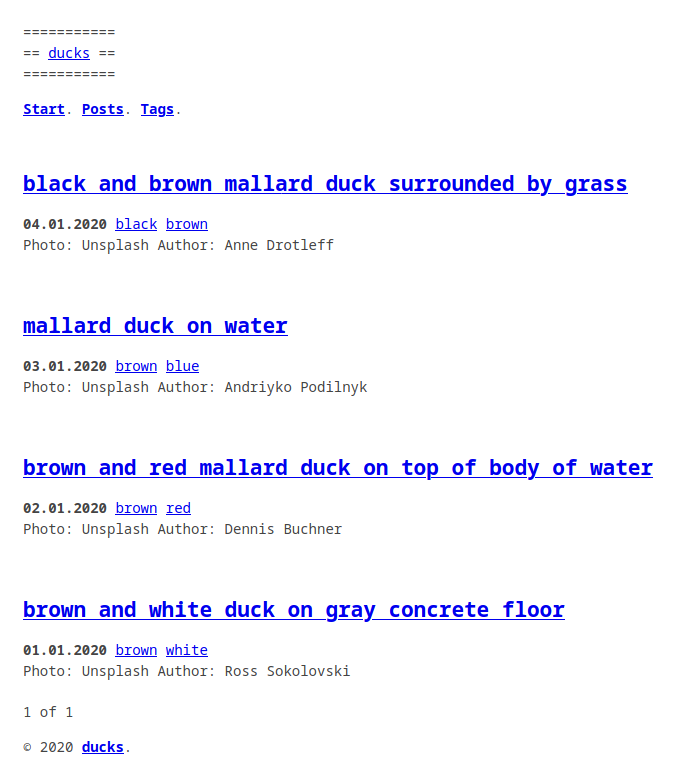 ===========
== ducks ==
===========
Start. Posts. Tags.
black and brown mallard duck surrounded by grass
04.01.2020 black brown
Photo: Unsplash Author: Anne Drotleff
mallard duck on water
03.01.2020 brown blue
Photo: Unsplash Author: Andriyko Podilnyk
brown and red mallard duck on top of body of water
02.01.2020 brown red
Photo: Unsplash Author: Dennis Buchner
brown and white duck on gray concrete floor
01.01.2020 brown white
Photo: Unsplash Author: Ross Sokolovski
1 of 1
© 2020 ducks.